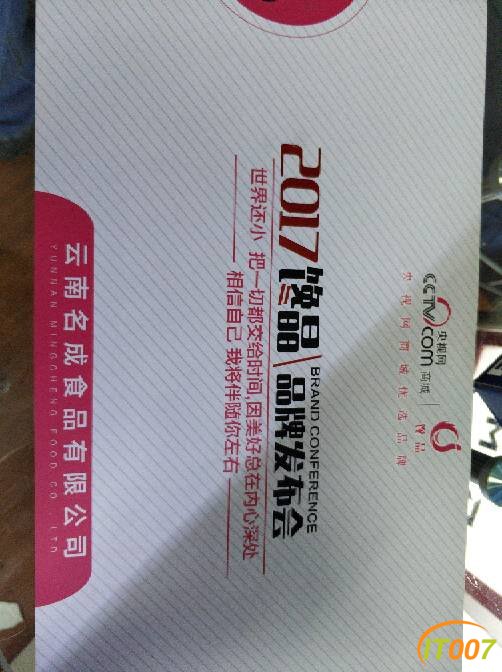 CCTV.COM 央视网 商城
馋品
央视网商城优选品牌
2017馋品
BRAND CONFERENCE
品牌发布会
世界还小 把一切都交给时间,因美好总在内心深处
相信自己 我将伴随你左右
云南名成食品有限公司
YUNNAN MINGCHENG FOOD CO., LTD
IT007